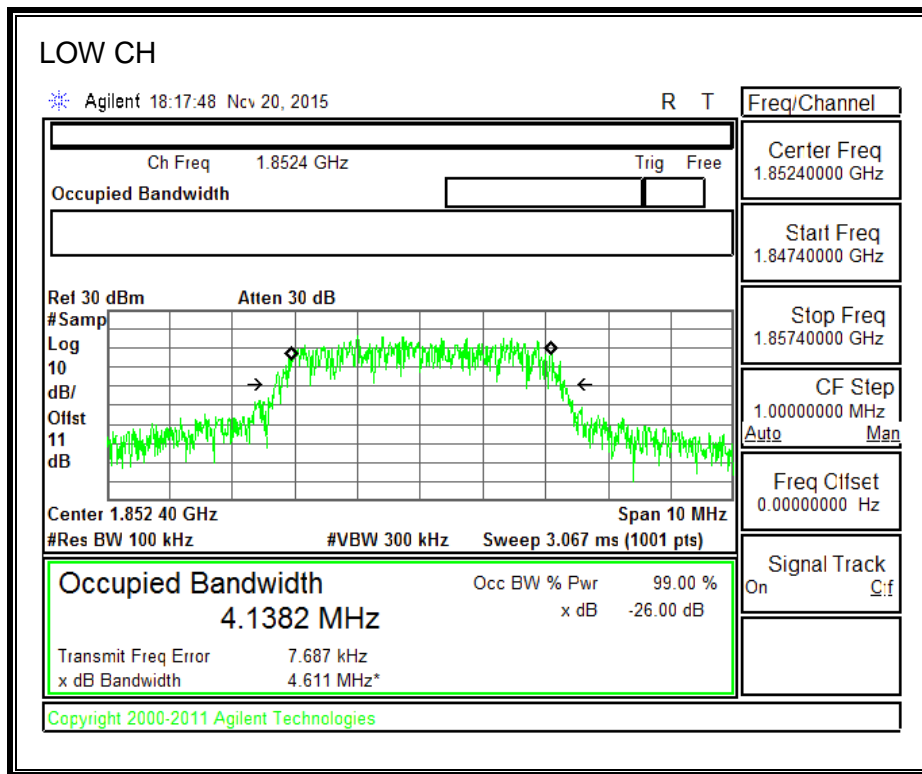 LOW CH
Agilent 18:17:48 Nov 20, 2015 R T
Freq/Channel
Ch Freq 1.8524 GHz Trig Free
Occupied Bandwidth
Center Freq
1.85240000 GHz
Start Freq
1.84740000 GHz
Stop Freq
1.85740000 GHz
CF Step
1.00000000 MHz
Auto Man
Freq Offset
0.00000000 Hz
Signal Track
On Off
Ref 30 dBm Atten 30 dB
#Samp
Log
10
dB/
Offst
11
dB
Center 1.852 40 GHz Span 10 MHz
#Res BW 100 kHz #VBW 300 kHz Sweep 3.067 ms (1001 pts)
Occupied Bandwidth Occ BW % Pwr 99.00 %
4.1382 MHz x dB -26.00 dB
Transmit Freq Error 7.687 kHz
x dB Bandwidth 4.611 MHz*
Copyright 2000-2011 Agilent Technologies